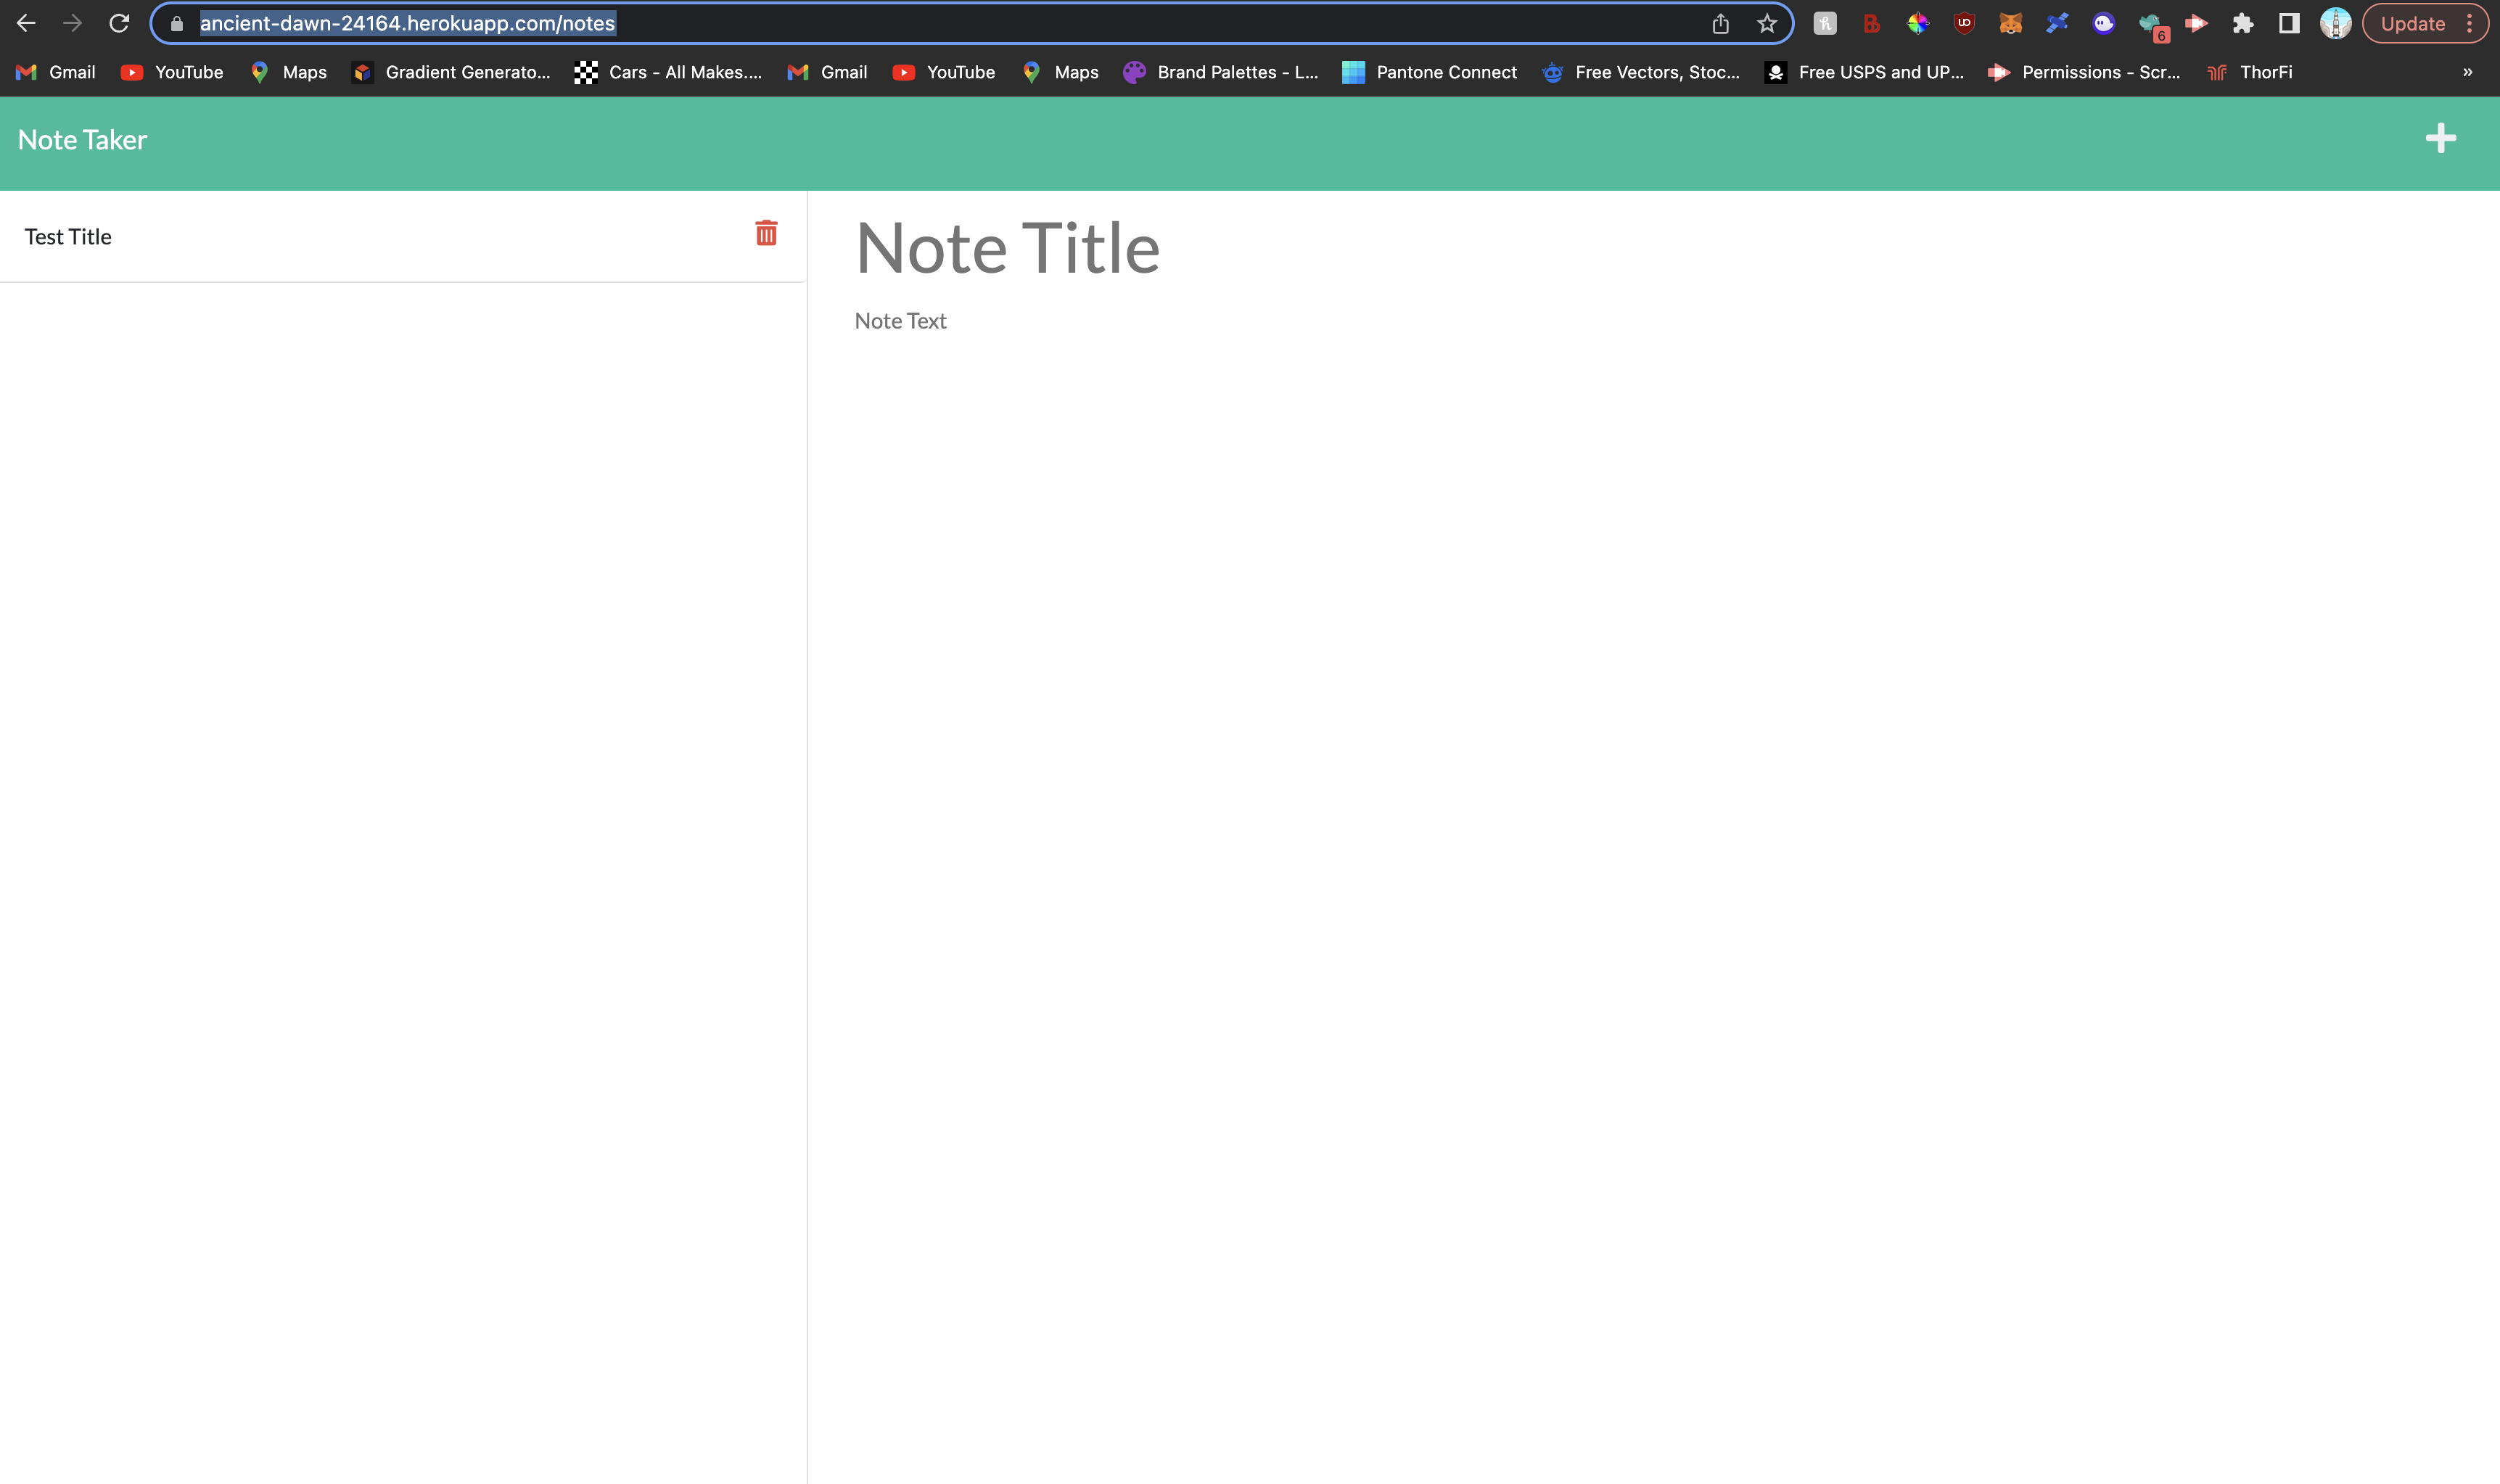 ancient-dawn-24164.herokuapp.com/notes
Update
6
Gmail YouTube Maps Gradient Generato... Cars - All Makes.... Gmail YouTube Maps Brand Palettes - L... Pantone Connect Free Vectors, Stoc... Free USPS and UP... Permissions - Scr... ThorFi »
Note Taker
Test Title
Note Title
Note Text